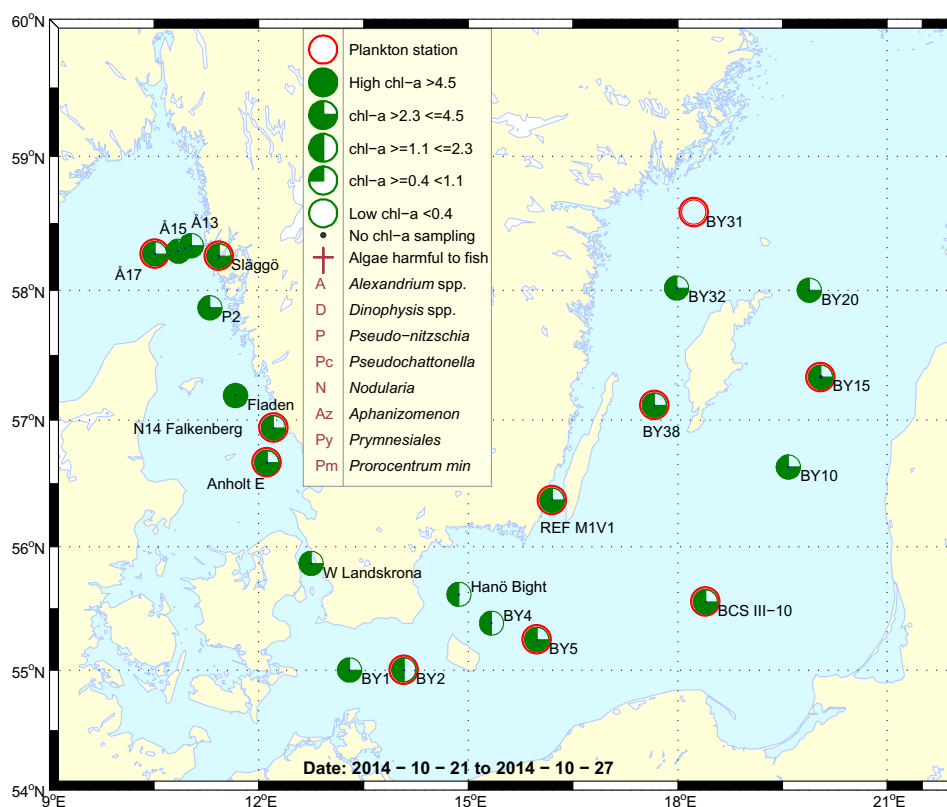 60°N
59°N
58°N
57°N
56°N
55°N
54°N
9°E
12°E
15°E
18°E
21°E
Plankton station
High chl−a >4.5
chl−a >2.3 <=4.5
chl−a >=1.1 <=2.3
chl−a >=0.4 <1.1
Low chl−a <0.4
No chl−a sampling
Algae harmful to fish
A Alexandrium spp.
D Dinophysis spp.
P Pseudo−nitzschia
Pc Pseudochattonella
N Nodularia
Az Aphanizomenon
Py Prymnesiales
Pm Prorocentrum min
Å13
Å15
Å17
Släggö
P2
Fladen
N14 Falkenberg
Anholt E
W Landskrona
Hanö Bight
BY4
BY5
BY1
BY2
BY31
BY32
BY20
BY15
BY38
BY10
REF M1V1
BCS III−10
Date: 2014 − 10 − 21 to 2014 − 10 − 27